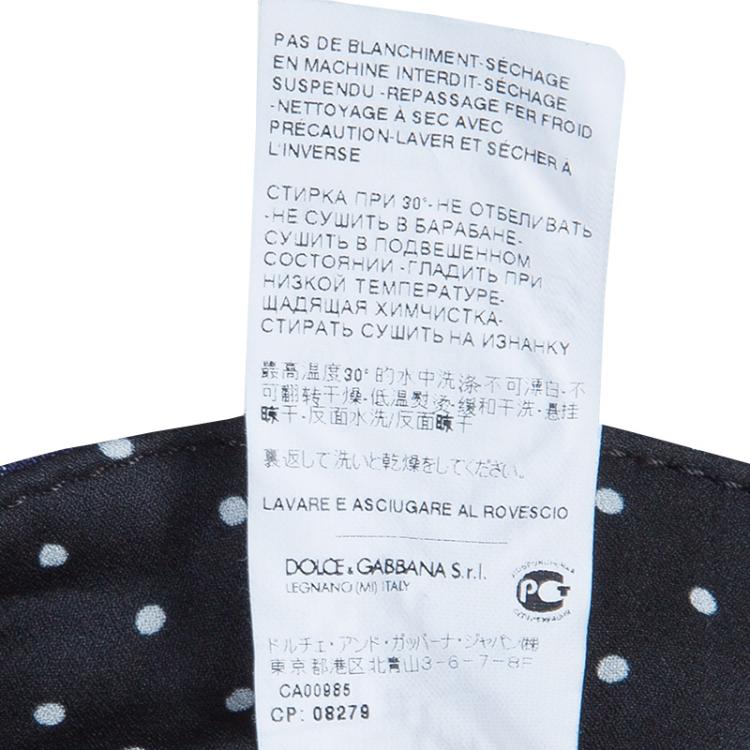 PAS DE BLANCHIMENT-SÉCHAGE
EN MACHINE INTERDIT-SÉCHAGE
SUSPENDU -REPASSAGE FER FROID
-NETTOYAGE À SEC AVEC
PRÉCAUTION-LAVER ET SÉCHER À
L'INVERSE
СТИРКА ПРИ 30°-НЕ ОТБЕЛИВАТЬ
-НЕ СУШИТЬ В БАРАБАНЕ-
СУШИТЬ В ПОДВЕШЕННОМ
СОСТОЯНИИ -ГЛАДИТЬ ПРИ
НИЗКОЙ ТЕМПЕРАТУРЕ-
ЩАДЯЩАЯ ХИМЧИСТКА-
СТИРАТЬ СУШИТЬ НА ИЗНАНКУ
最高温度30°的水中洗涤-不可漂白-不
可翻转干燥-低温熨烫-缓和干洗-悬挂
晾干-反面水洗/反面晾干
裏返して洗いと乾燥をしてください。
LAVARE E ASCIUGARE AL ROVESCIO
DOLCE & GABBANA S.r.l.
LEGNANO (MI) ITALY
РСТ
ドルチェ・アンド・ガッバーナ・ジャパン㈱
東京都港区北青山3-6-7-8F
CA00985
CP: 08279